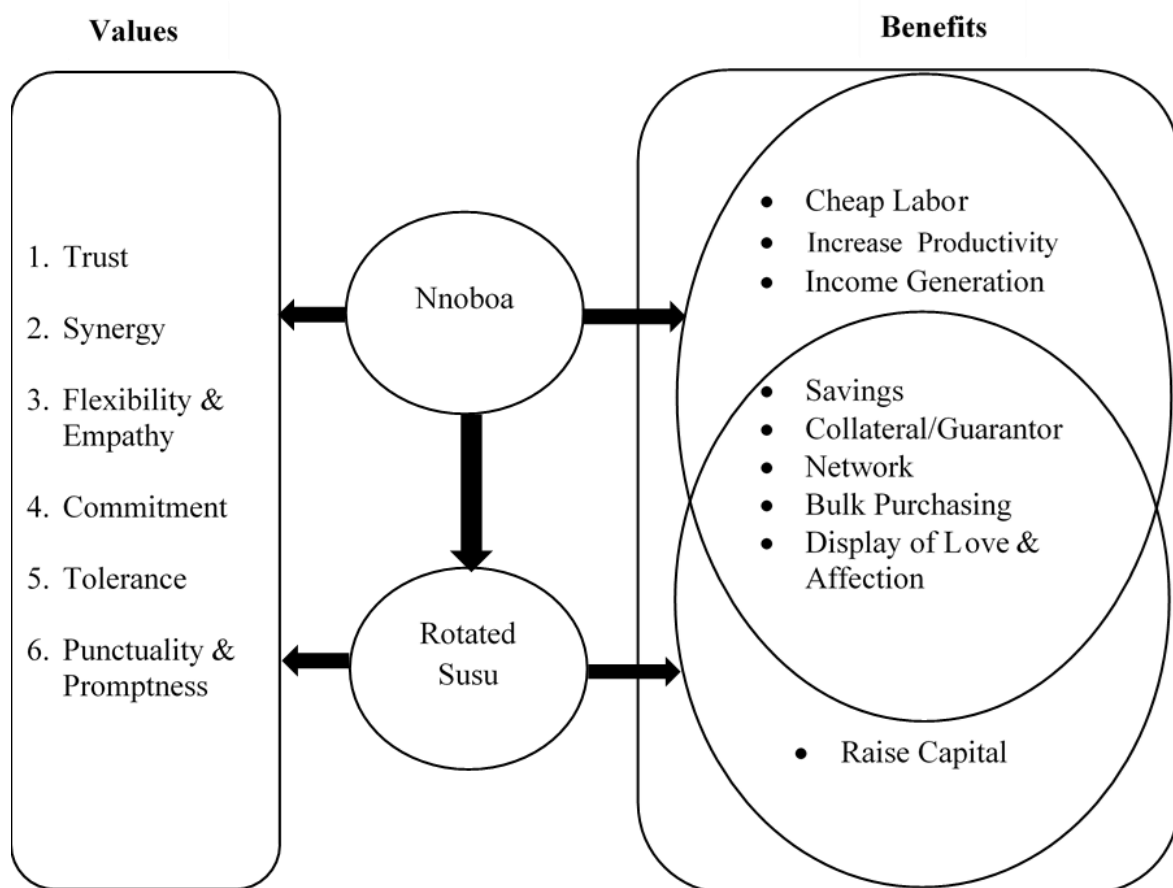 Values
1. Trust
2. Synergy
3. Flexibility &
Empathy
4. Commitment
5. Tolerance
6. Punctuality &
Promptness
Nnoboa
Rotated
Susu
Benefits
• Cheap Labor
• Increase Productivity
• Income Generation
• Savings
• Collateral/Guarantor
• Network
• Bulk Purchasing
• Display of Love &
Affection
• Raise Capital